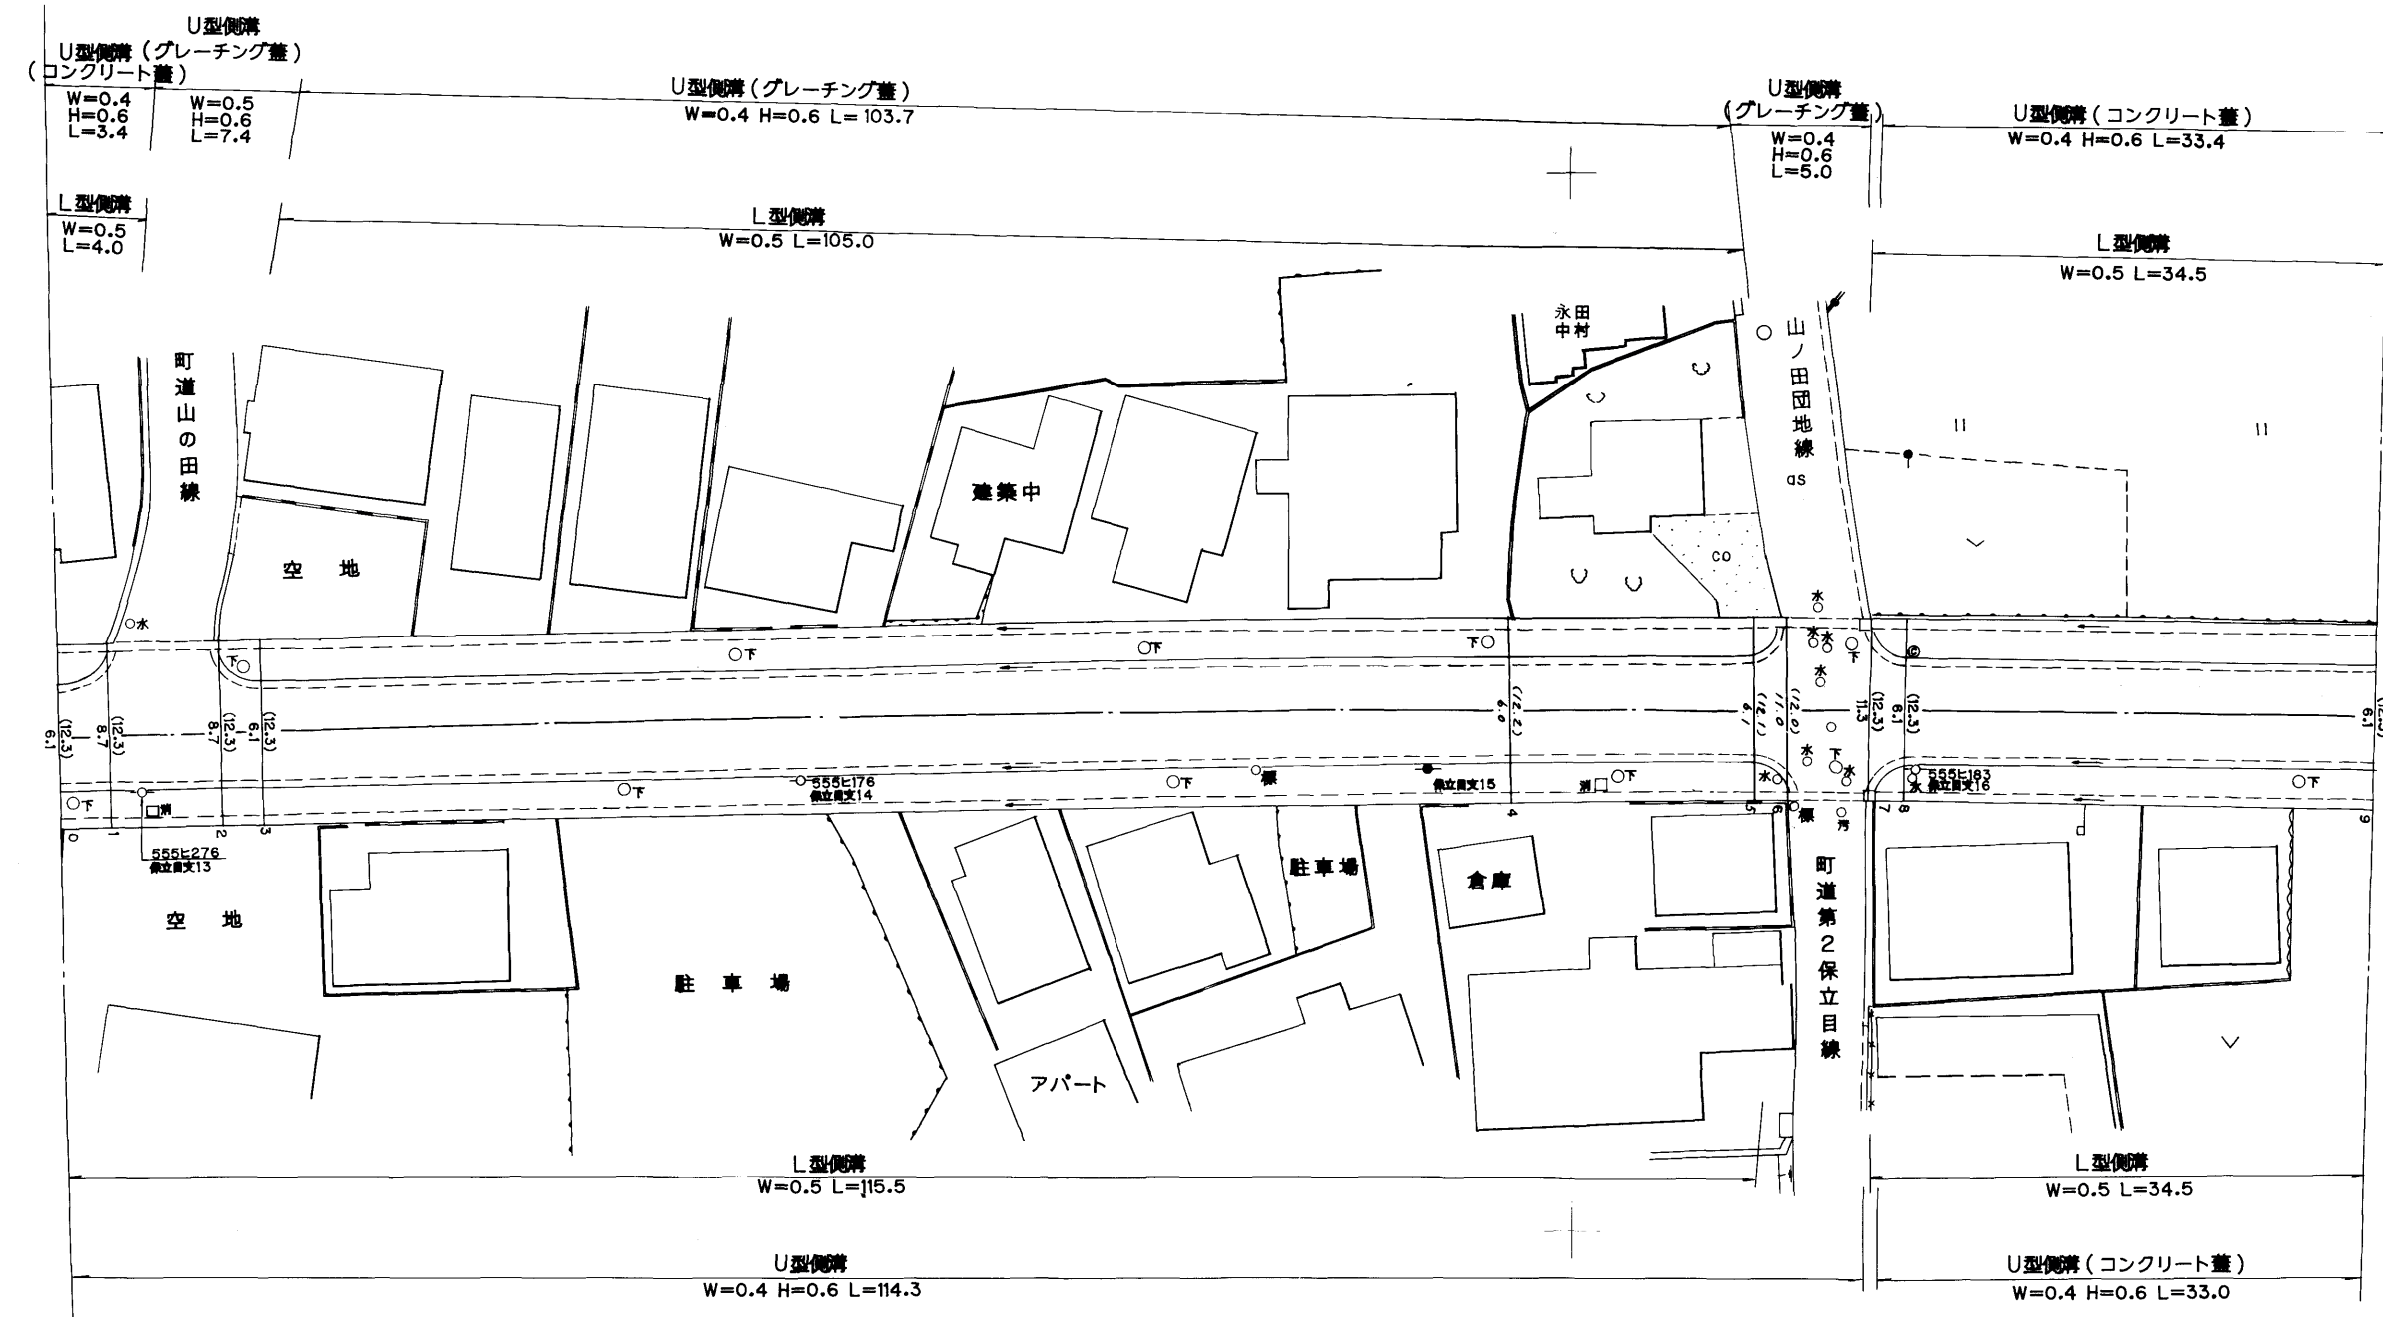 U型側溝
U型側溝(グレーチング蓋)
(コンクリート蓋)
W=0.4
H=0.6
L=3.4
W=0.5
H=0.6
L=7.4
U型側溝(グレーチング蓋)
W=0.4 H=0.6 L=103.7
U型側溝
(グレーチング蓋)
W=0.4
H=0.6
L=5.0
U型側溝(コンクリート蓋)
W=0.4 H=0.6 L=33.4
L型側溝
W=0.5
L=4.0
L型側溝
W=0.5 L=105.0
L型側溝
W=0.5 L=34.5
永田
中村
町道山の田線
山ノ田団地線
as
建築中
空地
co
水
水
水
水
水
下
下
下
下
下
C
6.1
(12.3)
8.7
(12.3)
8.7
(12.3)
6.1
(12.3)
6.0
(12.2)
6.1
(12.1)
11.0
(12.0)
11.3
(12.3)
6.1
(12.3)
6.1
下
消
下
555ヒ176
保立目支14
下
標
保立目支15
消
下
水
水
下
水
水
555ヒ183
保立目支16
下
標
汚
0
1
2
3
4
5
6
7
8
9
555ヒ276
保立目支13
空地
駐車場
アパート
駐車場
倉庫
町道第2保立目線
L型側溝
W=0.5 L=115.5
L型側溝
W=0.5 L=34.5
U型側溝
W=0.4 H=0.6 L=114.3
U型側溝(コンクリート蓋)
W=0.4 H=0.6 L=33.0